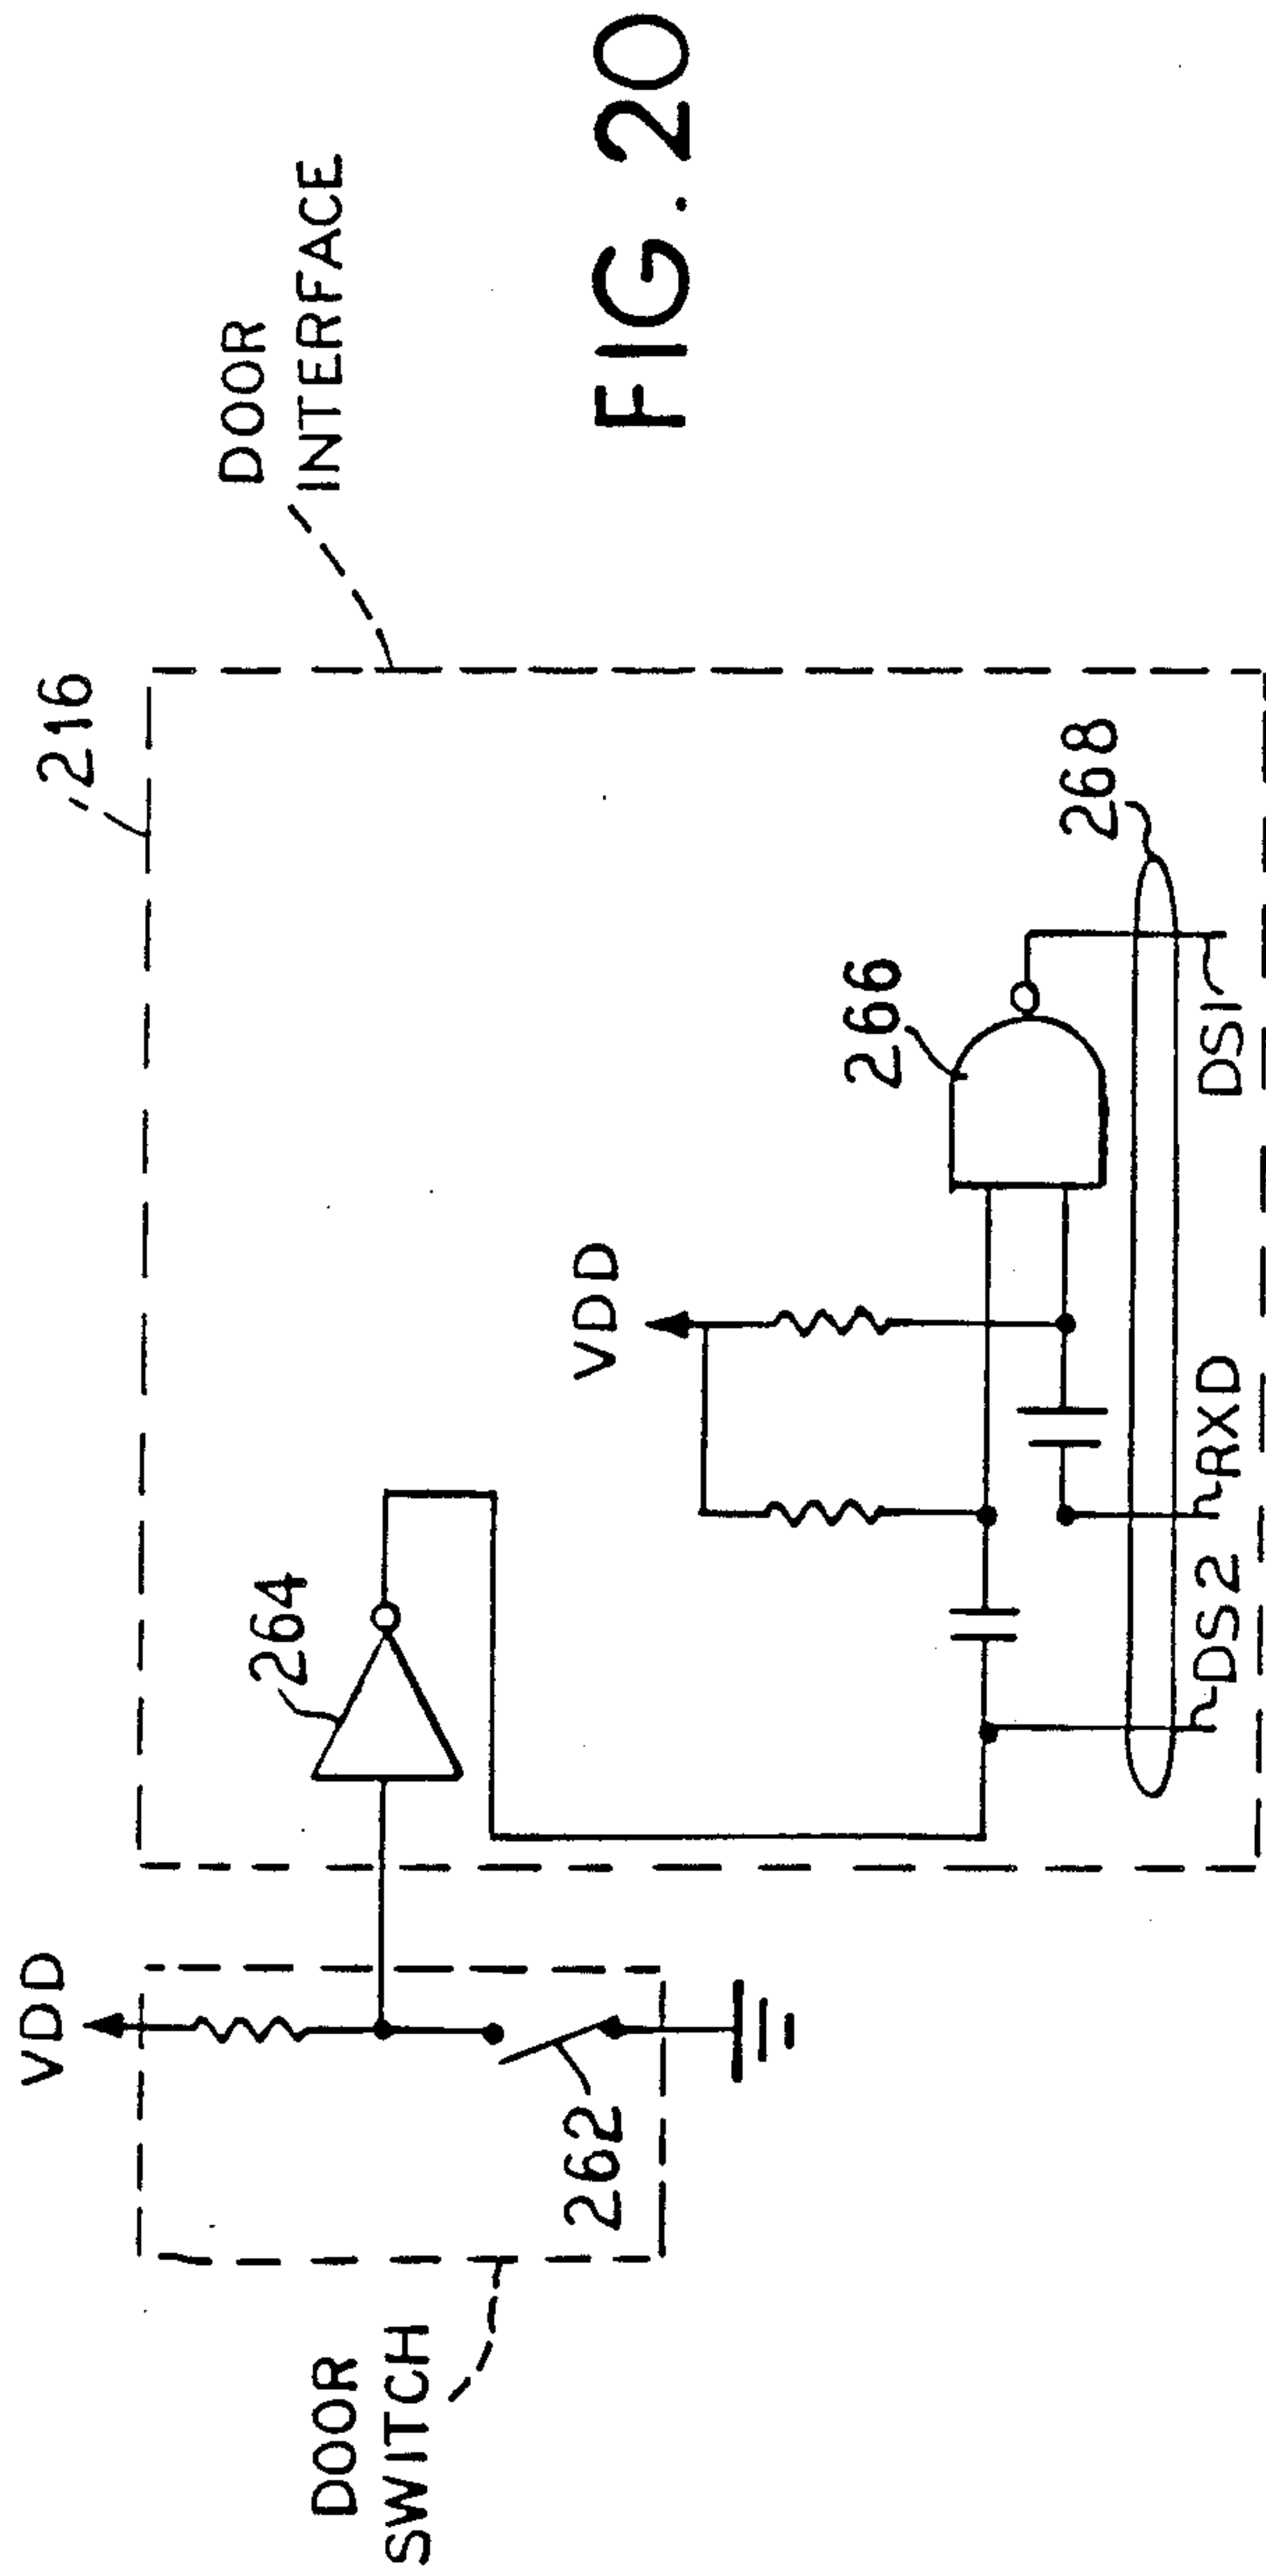 DOOR
SWITCH
VDD
262
264
216
DOOR
INTERFACE
VDD
266
268
DS2
RXD
DS1
FIG. 20